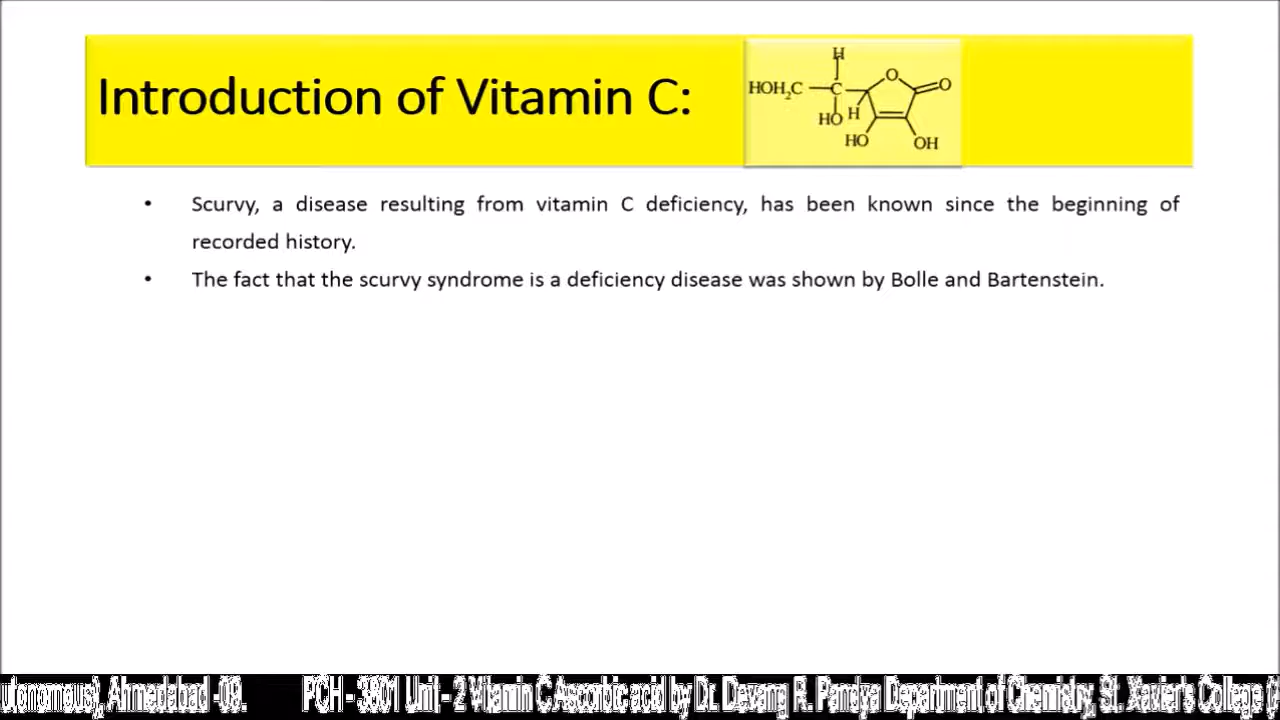 Introduction of Vitamin C:
H
HOH₂C C O O
HO H
HO OH
• Scurvy, a disease resulting from vitamin C deficiency, has been known since the beginning of
recorded history.
• The fact that the scurvy syndrome is a deficiency disease was shown by Bolle and Bartenstein.
utonomous), Ahmedabad -09. PCH - 3801 Unit - 2 Vitamin C Ascorbic acid by Dr. Devang R. Pandya Department of Chemistry, St. Xavier's College (